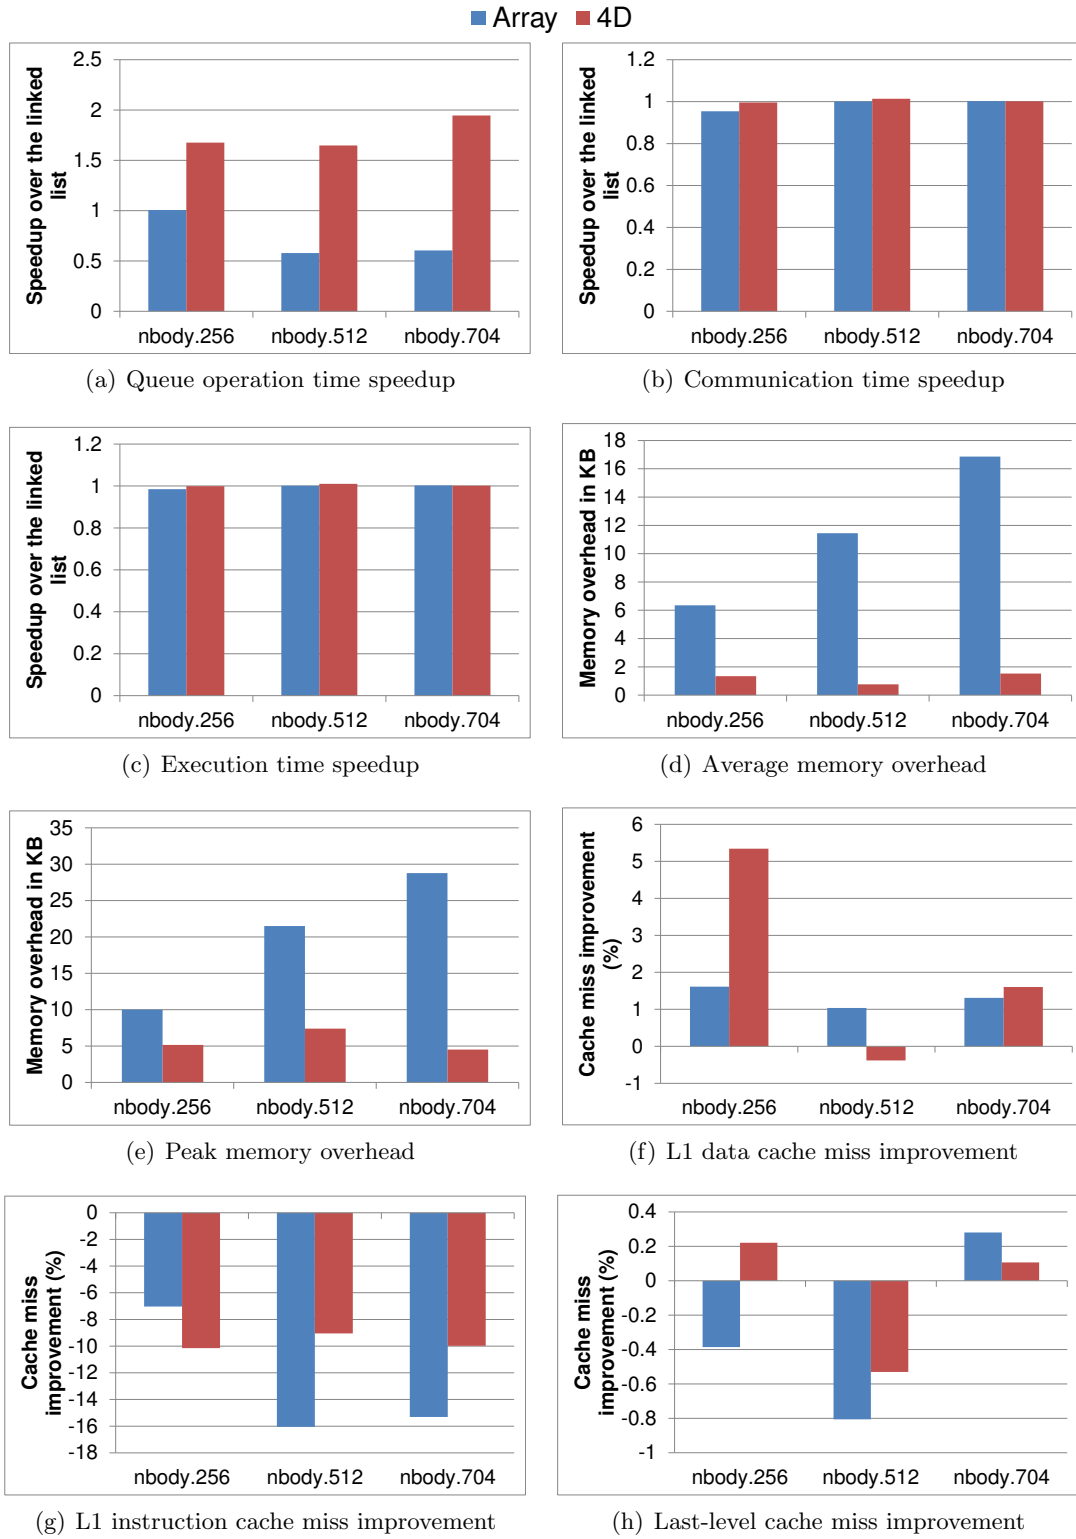 Array 4D
Speedup over the linked
list
2.5
2
1.5
1
0.5
0
nbody.256 nbody.512 nbody.704
(a) Queue operation time speedup
Speedup over the linked
list
1.2
1
0.8
0.6
0.4
0.2
0
nbody.256 nbody.512 nbody.704
(b) Communication time speedup
Speedup over the linked
list
1.2
1
0.8
0.6
0.4
0.2
0
nbody.256 nbody.512 nbody.704
(c) Execution time speedup
Memory overhead in KB
18
16
14
12
10
8
6
4
2
0
nbody.256 nbody.512 nbody.704
(d) Average memory overhead
Memory overhead in KB
35
30
25
20
15
10
5
0
nbody.256 nbody.512 nbody.704
(e) Peak memory overhead
Cache miss improvement
(%)
6
5
4
3
2
1
0
-1
nbody.256 nbody.512 nbody.704
(f) L1 data cache miss improvement
Cache miss
improvement (%)
0
-2
-4
-6
-8
-10
-12
-14
-16
-18
nbody.256 nbody.512 nbody.704
(g) L1 instruction cache miss improvement
Cache miss
improvement (%)
0.4
0.2
0
-0.2
-0.4
-0.6
-0.8
-1
nbody.256 nbody.512 nbody.704
(h) Last-level cache miss improvement